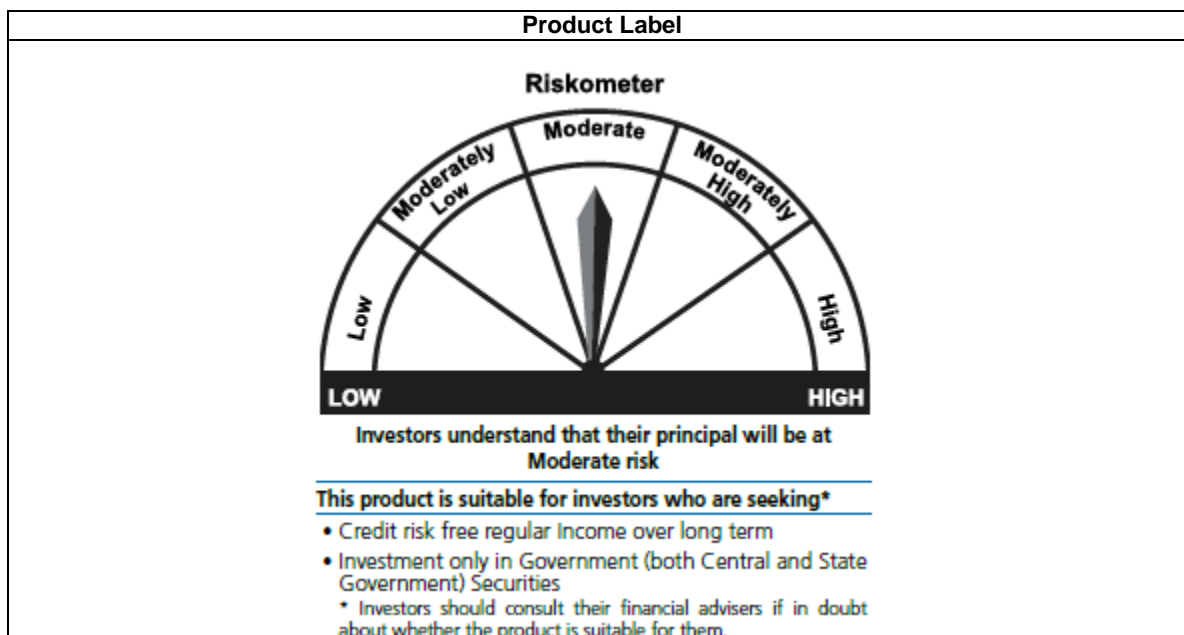 Product Label
Riskometer
Low
Moderately
Low
Moderate
Moderately
High
High
LOW
HIGH
Investors understand that their principal will be at
Moderate risk
This product is suitable for investors who are seeking*
• Credit risk free regular Income over long term
• Investment only in Government (both Central and State
Government) Securities
* Investors should consult their financial advisers if in doubt
about whether the product is suitable for them.